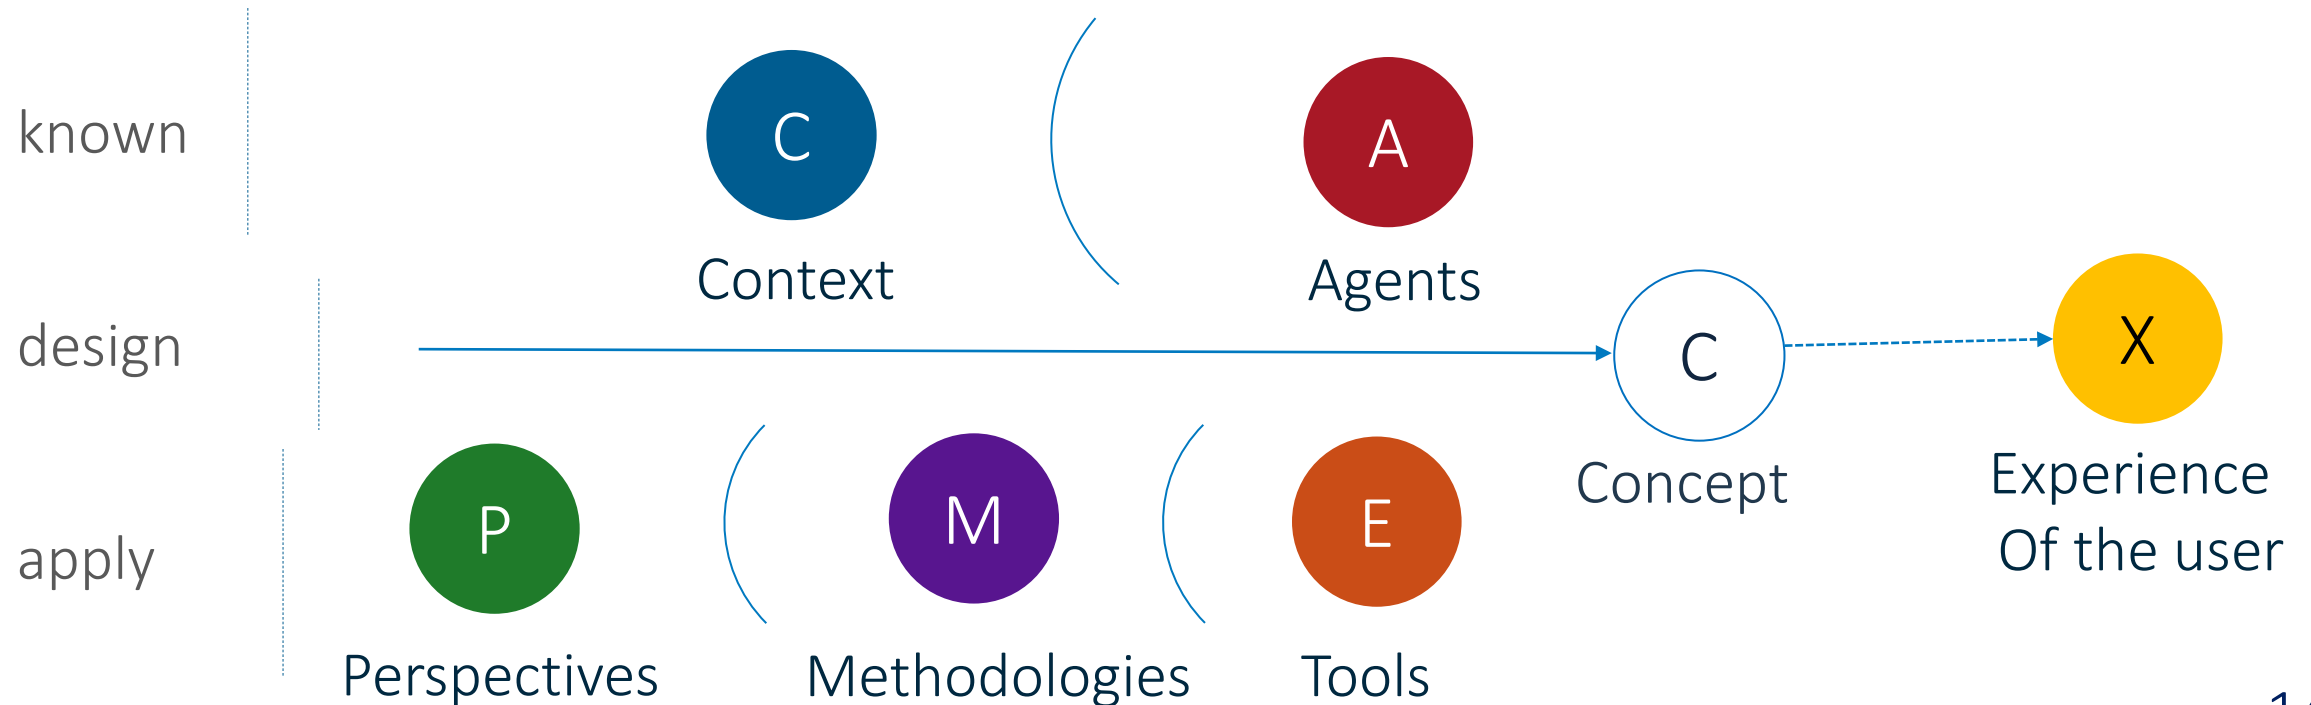 known
C
A
Context
Agents
design
C
X
Concept
Experience
Of the user
apply
P
M
E
Perspectives
Methodologies
Tools